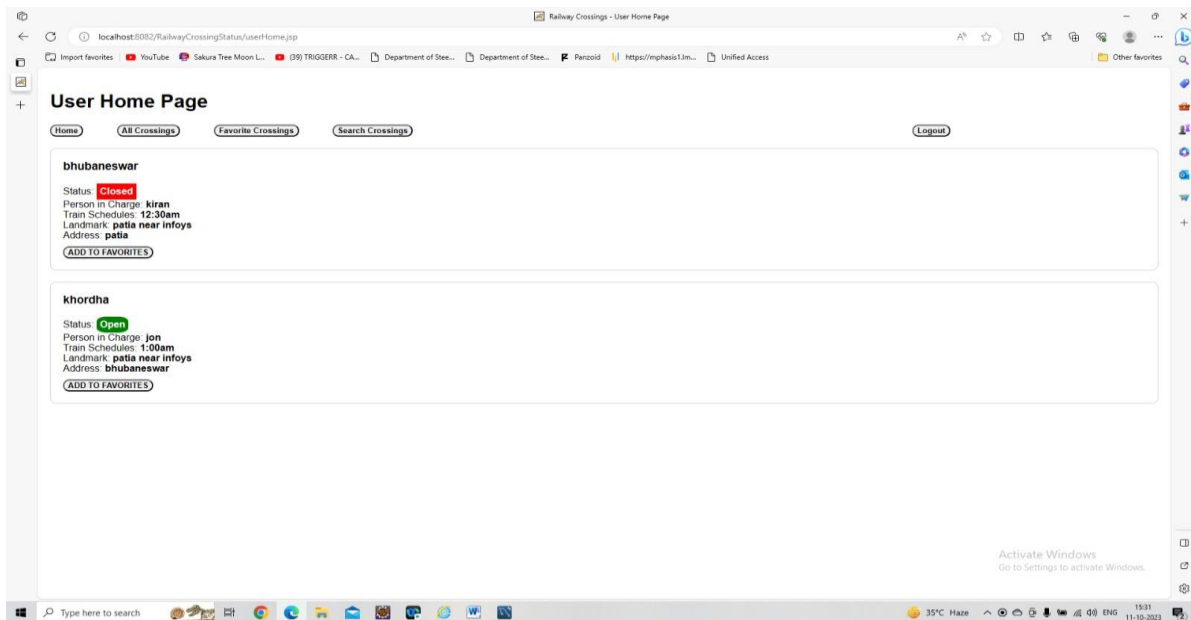 Railway Crossings - User Home Page
localhost:8082/RailwayCrossingStatus/userHome.jsp
Import favorites YouTube Sakura Tree Moon L... (39) TRIGGERR - CA... Department of Stee... Department of Stee... Panzoid https://mphasis1.lm... Unified Access Other favorites
User Home Page
Home All Crossings Favorite Crossings Search Crossings Logout
bhubaneswar
Status: Closed
Person in Charge: kiran
Train Schedules: 12:30am
Landmark: patia near infoys
Address: patia
ADD TO FAVORITES
khordha
Status: Open
Person in Charge: jon
Train Schedules: 1:00am
Landmark: patia near infoys
Address: bhubaneswar
ADD TO FAVORITES
Activate Windows
Go to Settings to activate Windows.
Type here to search 35°C Haze ENG 15:31
11-10-2023